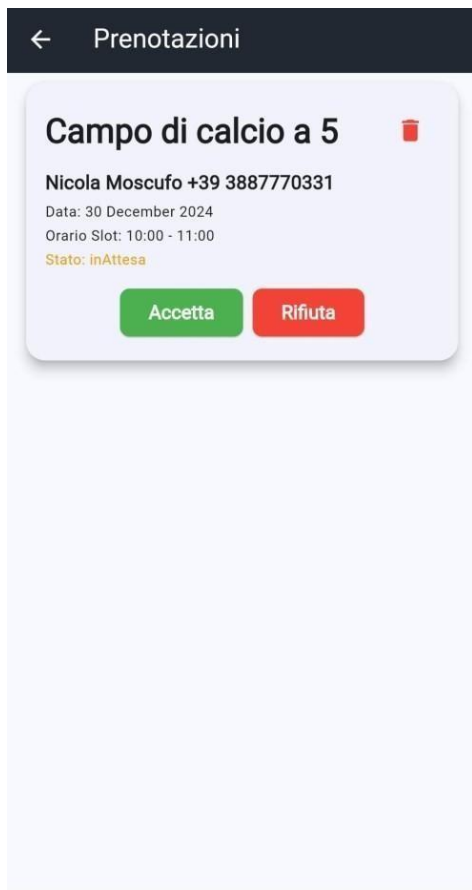 Prenotazioni
Campo di calcio a 5
Nicola Moscufo +39 3887770331
Data: 30 December 2024
Orario Slot: 10:00 - 11:00
Stato: inAttesa
Accetta
Rifiuta